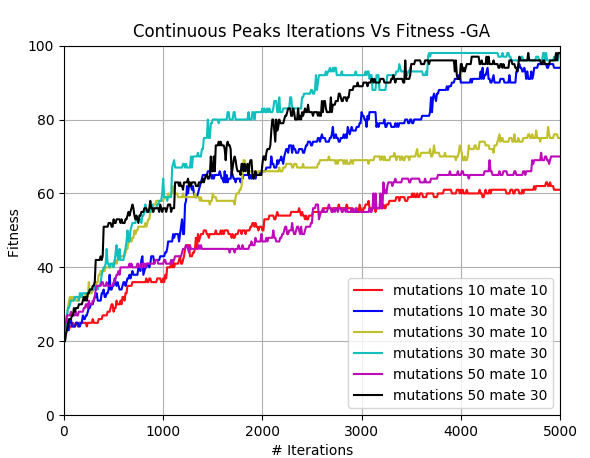 Continuous Peaks Iterations Vs Fitness -GA
100
80
60
40
20
0
Fitness
mutations 10 mate 10
mutations 10 mate 30
mutations 30 mate 10
mutations 30 mate 30
mutations 50 mate 10
mutations 50 mate 30
0 1000 2000 3000 4000 5000
# Iterations